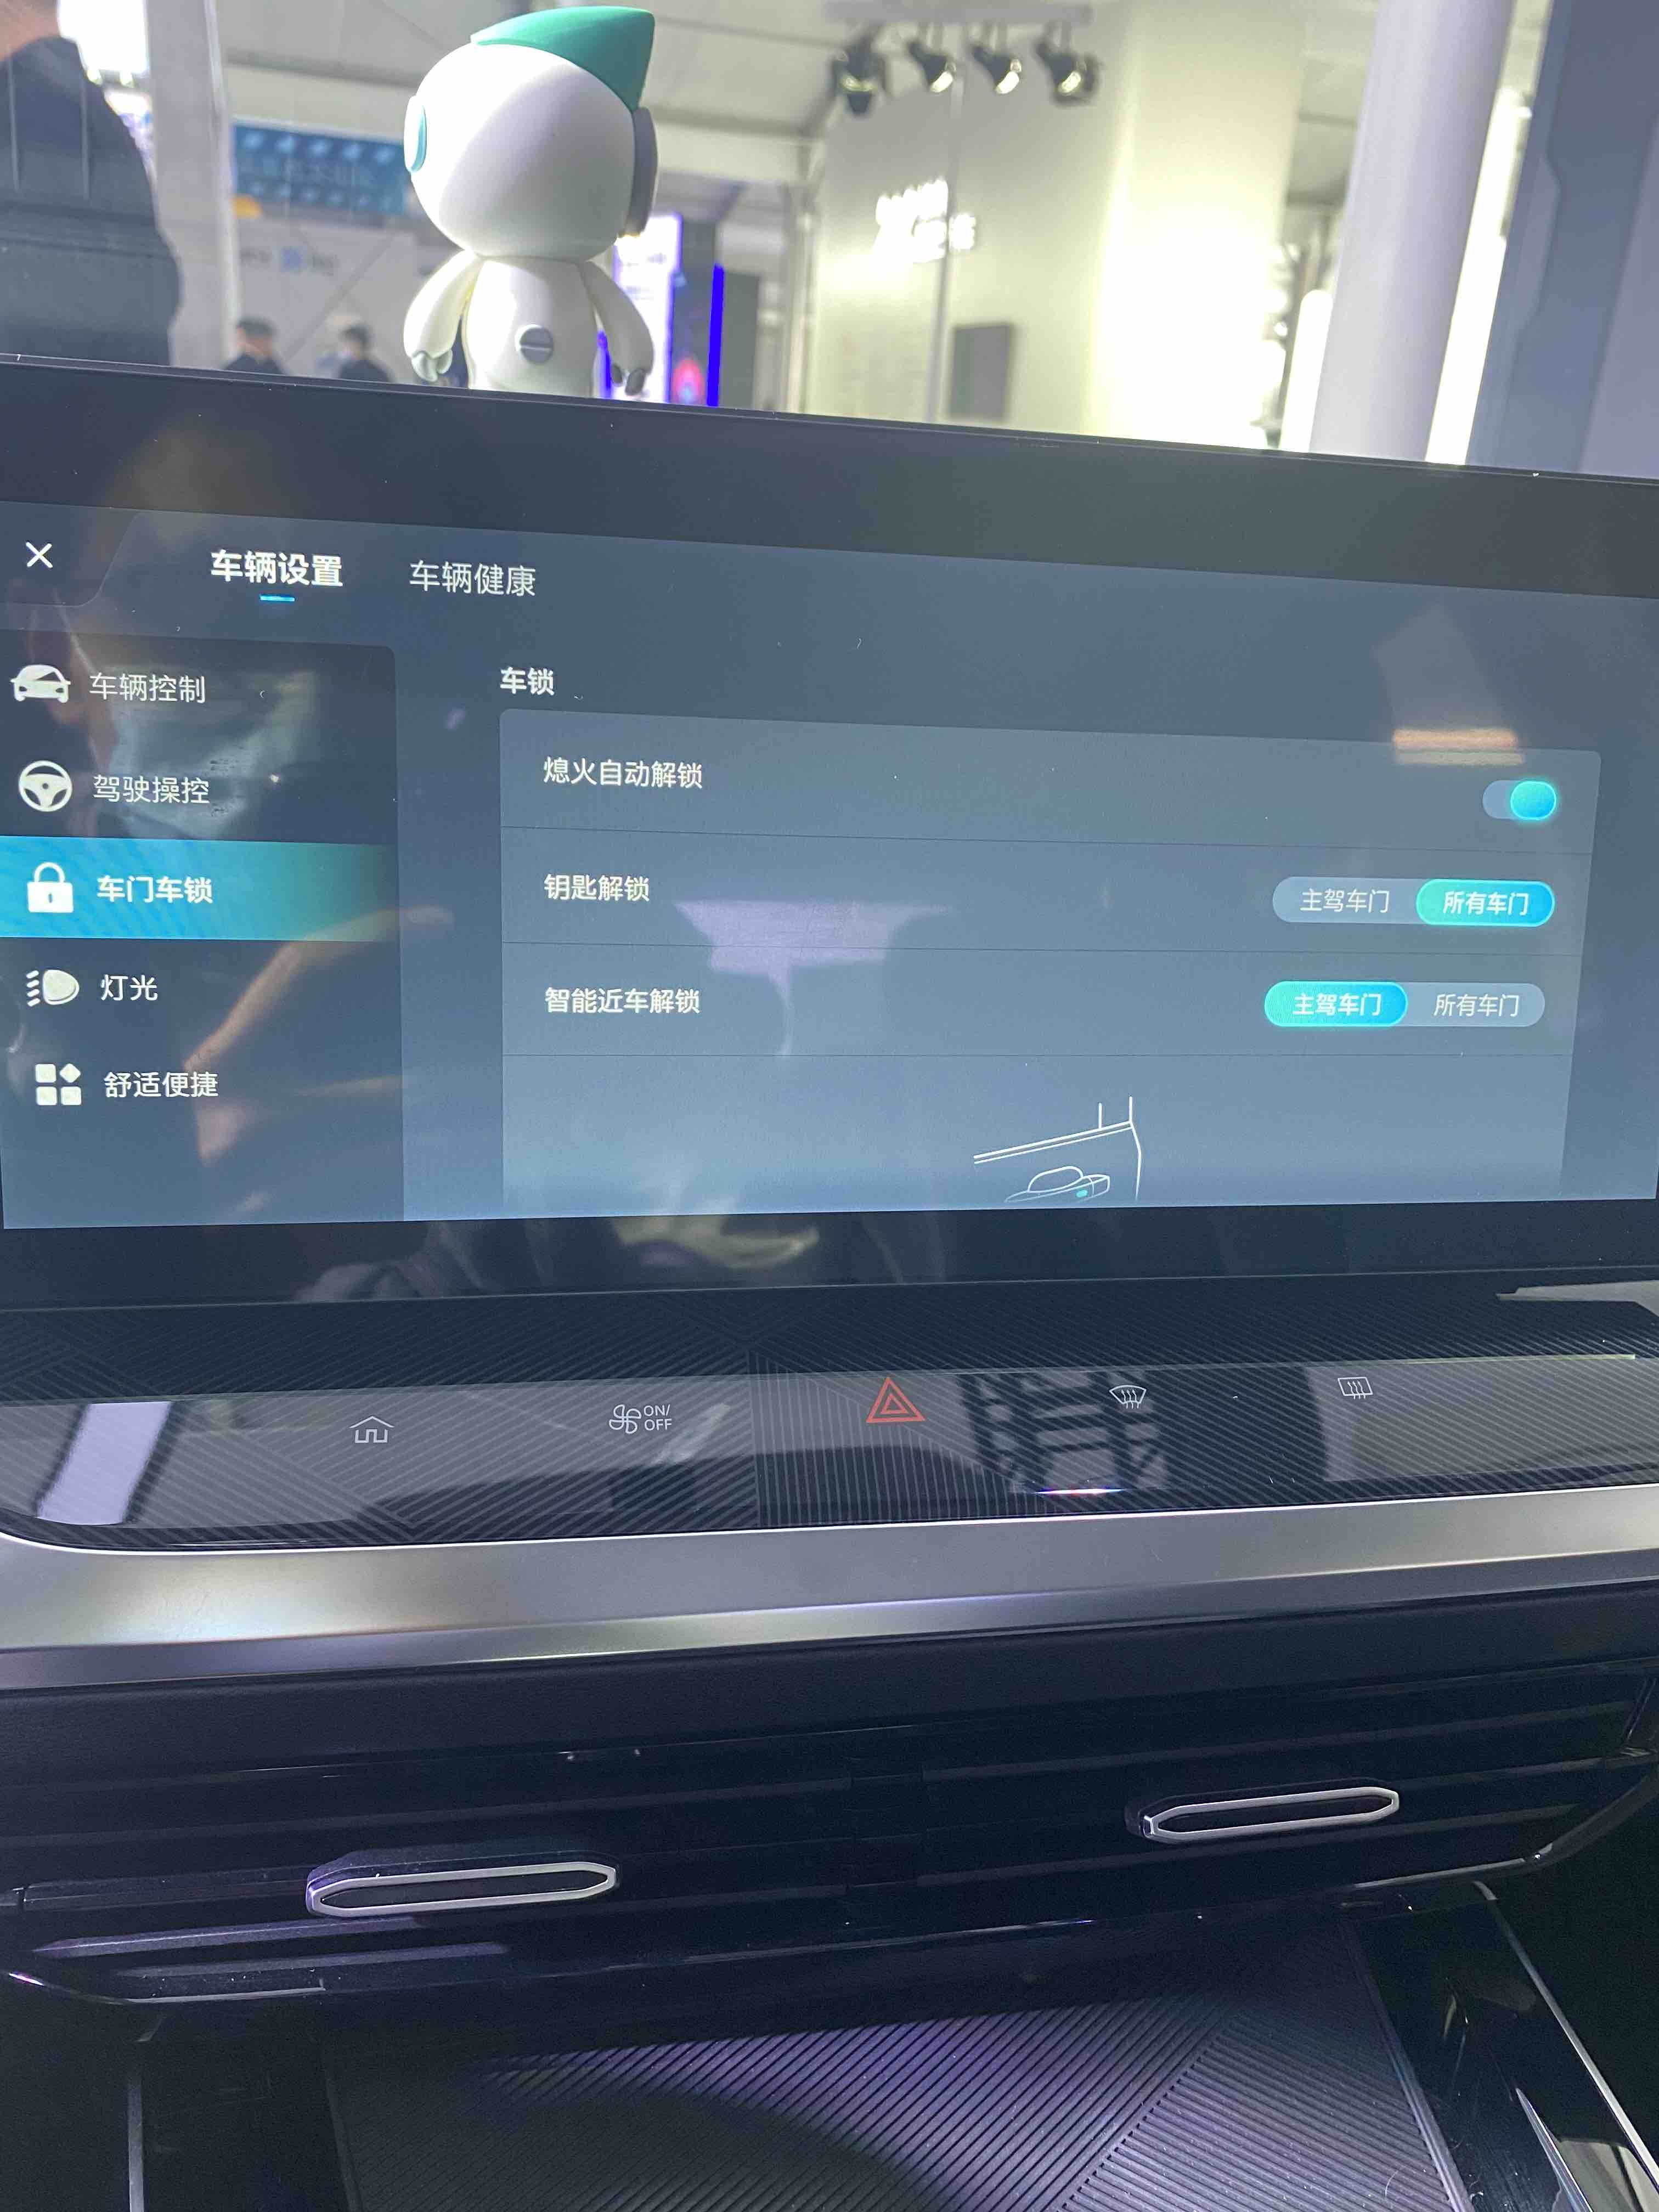 车辆设置
车辆健康
车辆控制
驾驶操控
车门车锁
灯光
舒适便捷
车锁
熄火自动解锁
钥匙解锁
主驾车门
所有车门
智能近车解锁
主驾车门
所有车门
ON/
OFF